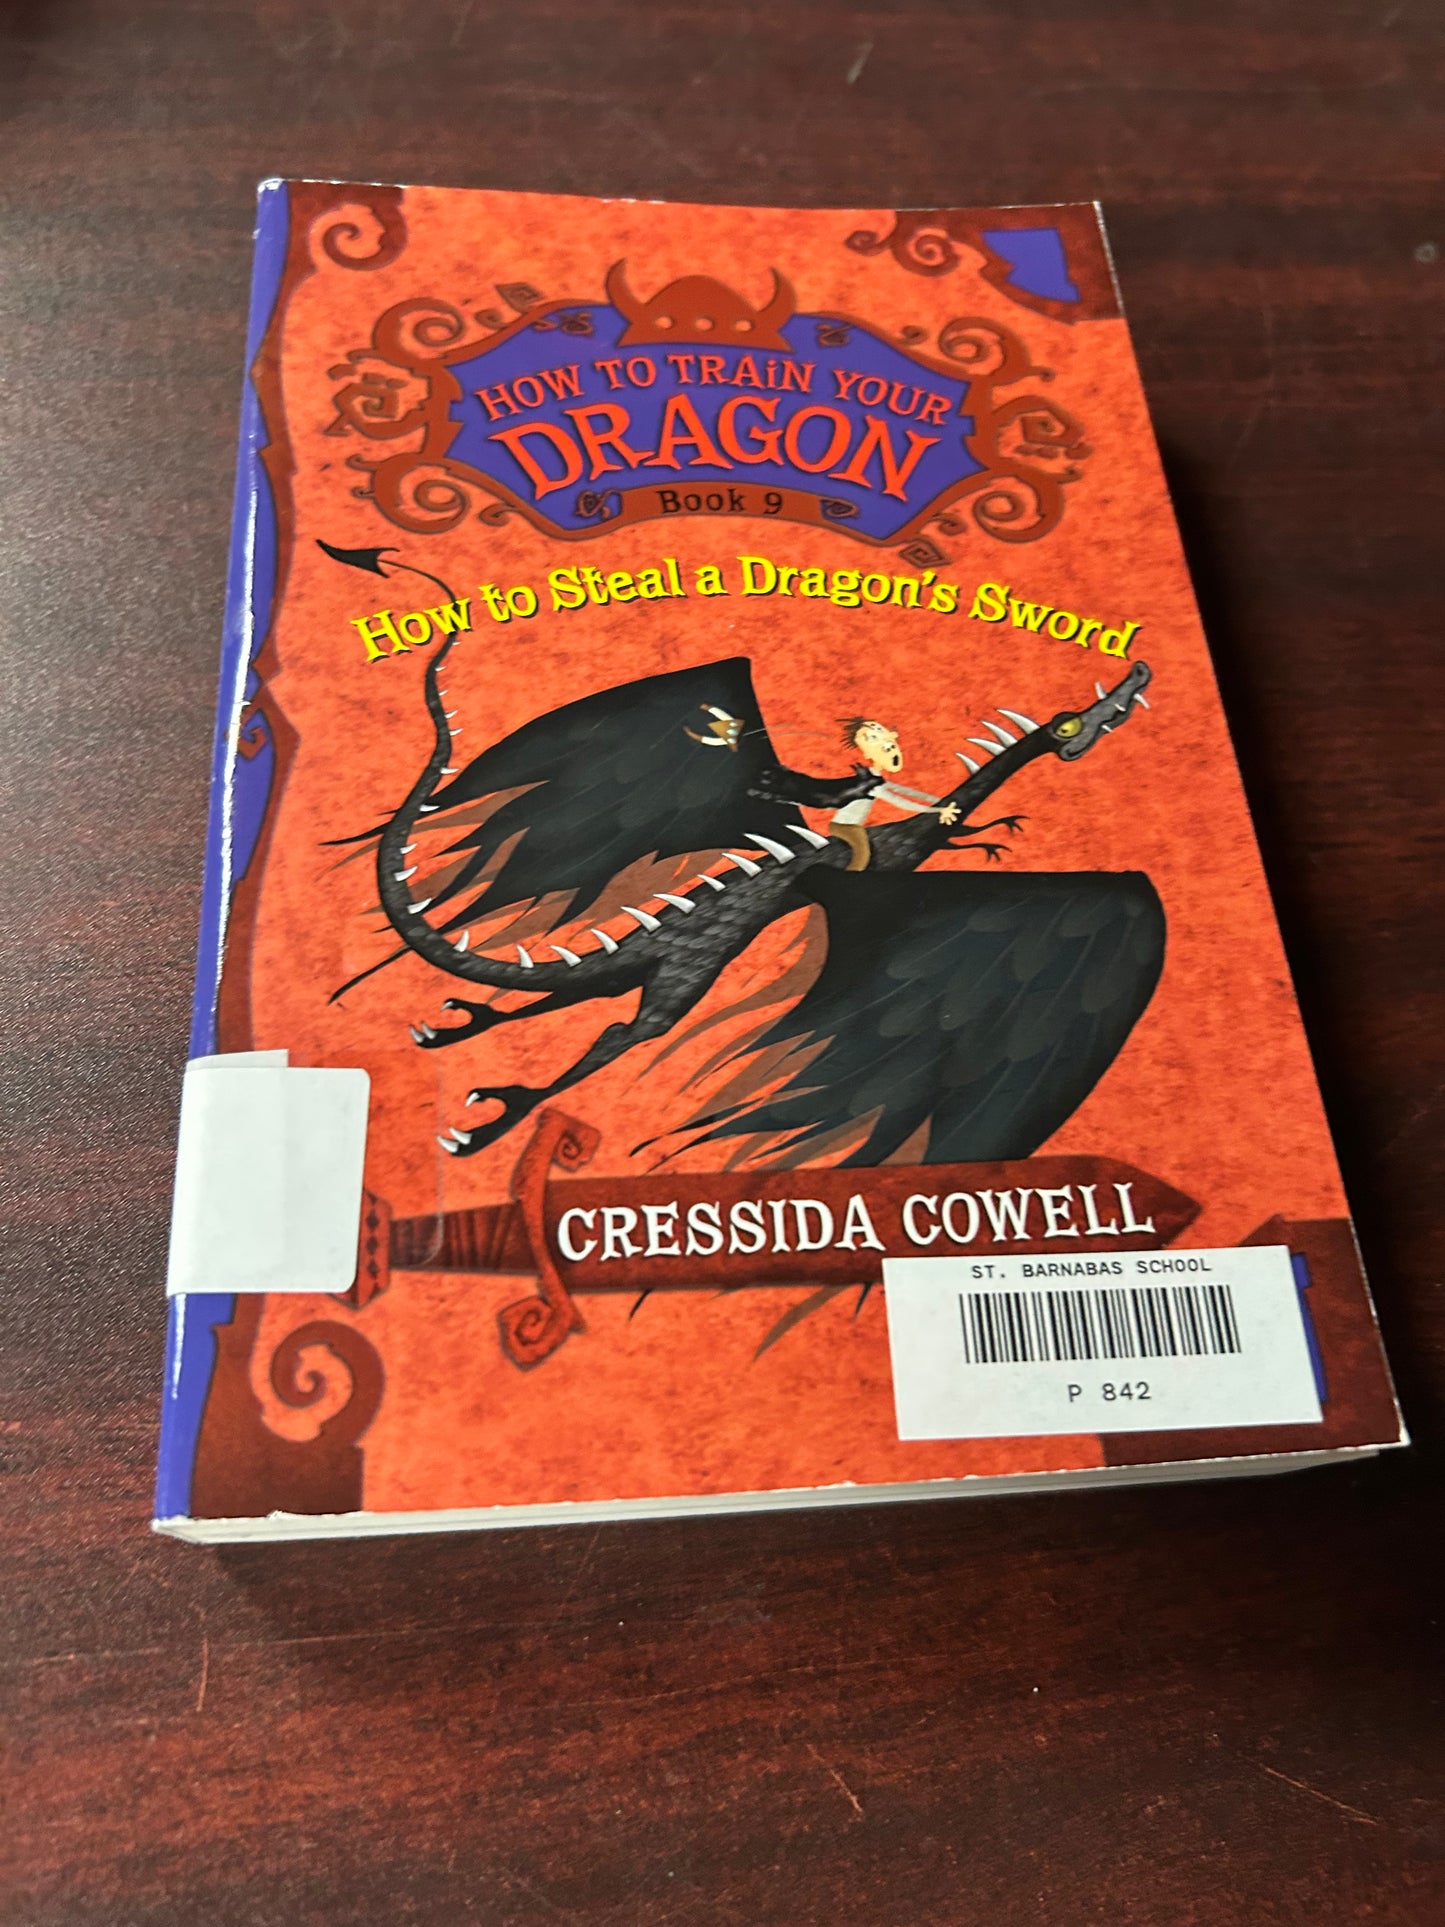 HOW TO TRAiN YOUR
DRAGON
Book 9
How to Steal a Dragon's Sword
CRESSIDA COWELL
ST. BARNABAS SCHOOL
P 842